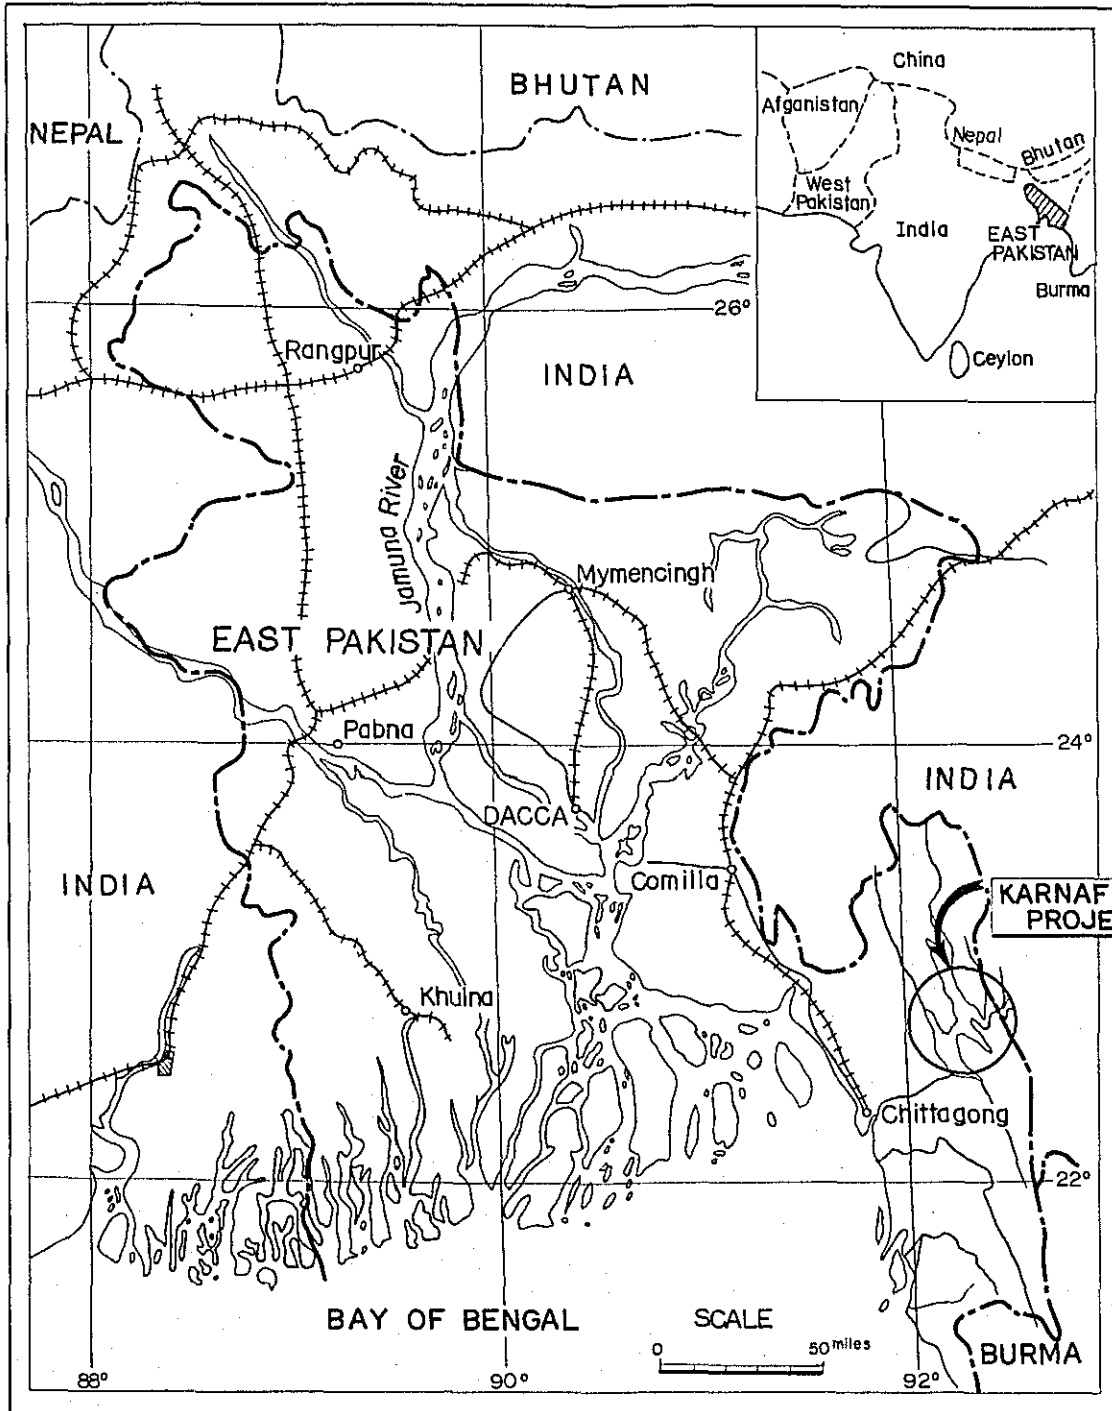 BHUTAN
NEPAL
China
Afganistan
Nepal
Bhutan
West
Pakistan
India
EAST
PAKISTAN
Burma
Ceylon
26°
Rangpur
INDIA
Jamuna River
Mymencingh
EAST PAKISTAN
Pabna
24°
INDIA
DACCA
INDIA
Comilla
KARNAF
PROJE
Khulna
Chittagong
22°
BAY OF BENGAL
SCALE
0 50 miles
BURMA
88° 90° 92°